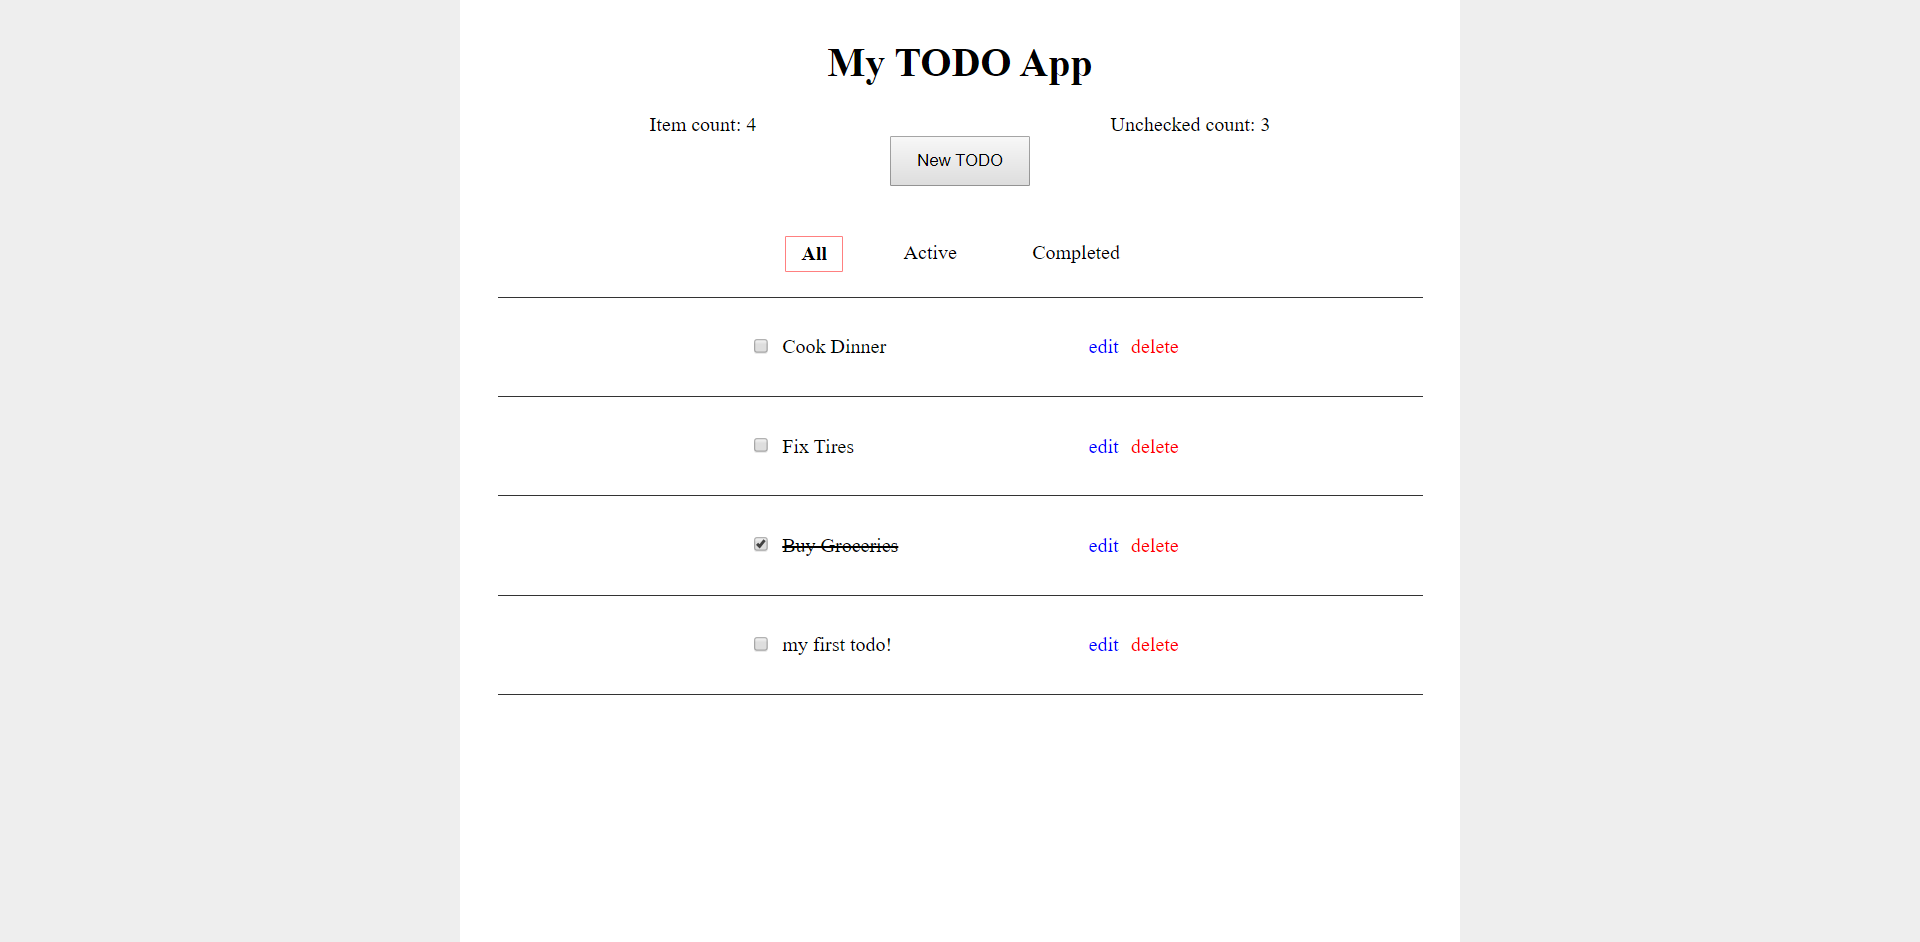 My TODO App
Item count: 4
Unchecked count: 3
New TODO
All Active Completed
Cook Dinner edit delete
Fix Tires edit delete
Buy Groceries edit delete
my first todo! edit delete